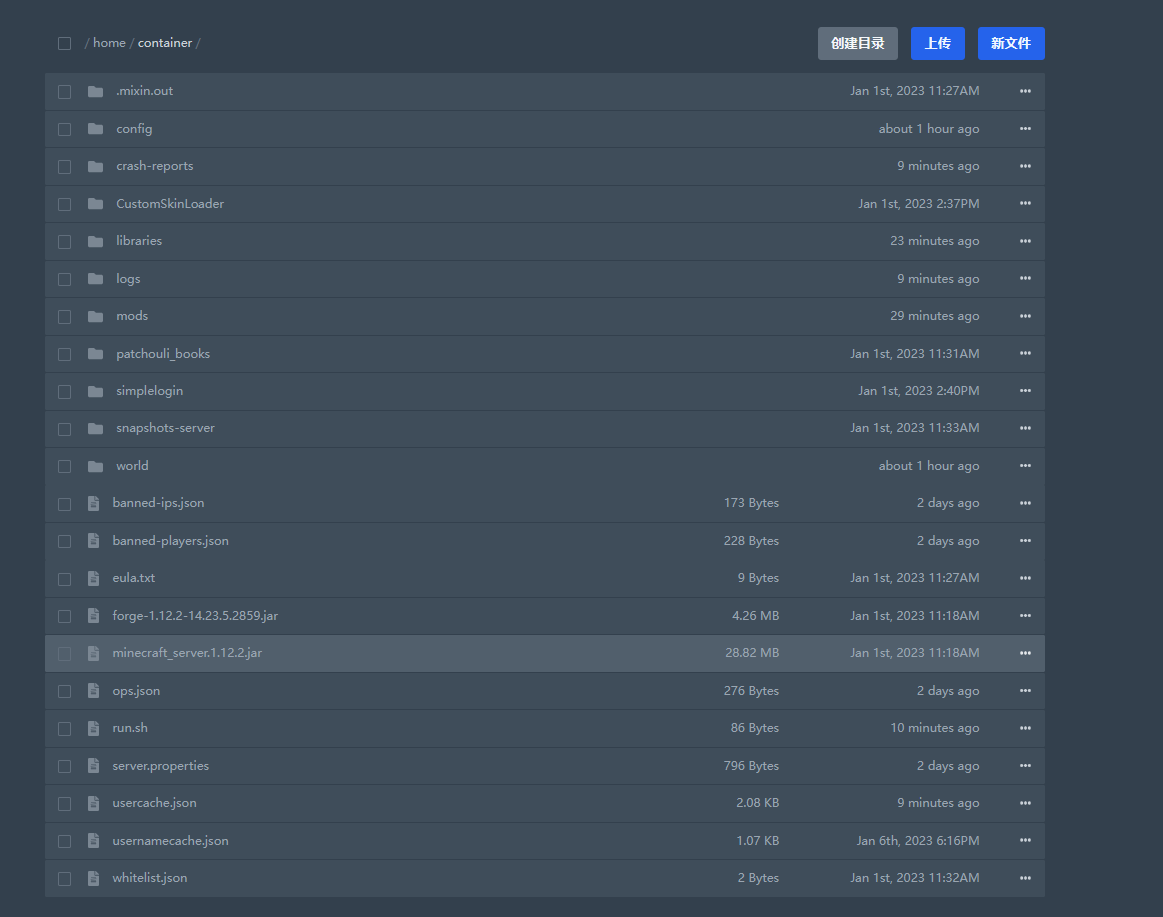 / home / container /
创建目录
上传
新文件
.mixin.out Jan 1st, 2023 11:27AM
config about 1 hour ago
crash-reports 9 minutes ago
CustomSkinLoader Jan 1st, 2023 2:37PM
libraries 23 minutes ago
logs 9 minutes ago
mods 29 minutes ago
patchouli_books Jan 1st, 2023 11:31AM
simplelogin Jan 1st, 2023 2:40PM
snapshots-server Jan 1st, 2023 11:33AM
world about 1 hour ago
banned-ips.json 173 Bytes 2 days ago
banned-players.json 228 Bytes 2 days ago
eula.txt 9 Bytes Jan 1st, 2023 11:27AM
forge-1.12.2-14.23.5.2859.jar 4.26 MB Jan 1st, 2023 11:18AM
minecraft_server.1.12.2.jar 28.82 MB Jan 1st, 2023 11:18AM
ops.json 276 Bytes 2 days ago
run.sh 86 Bytes 10 minutes ago
server.properties 796 Bytes 2 days ago
usercache.json 2.08 KB 9 minutes ago
usernamecache.json 1.07 KB Jan 6th, 2023 6:16PM
whitelist.json 2 Bytes Jan 1st, 2023 11:32AM